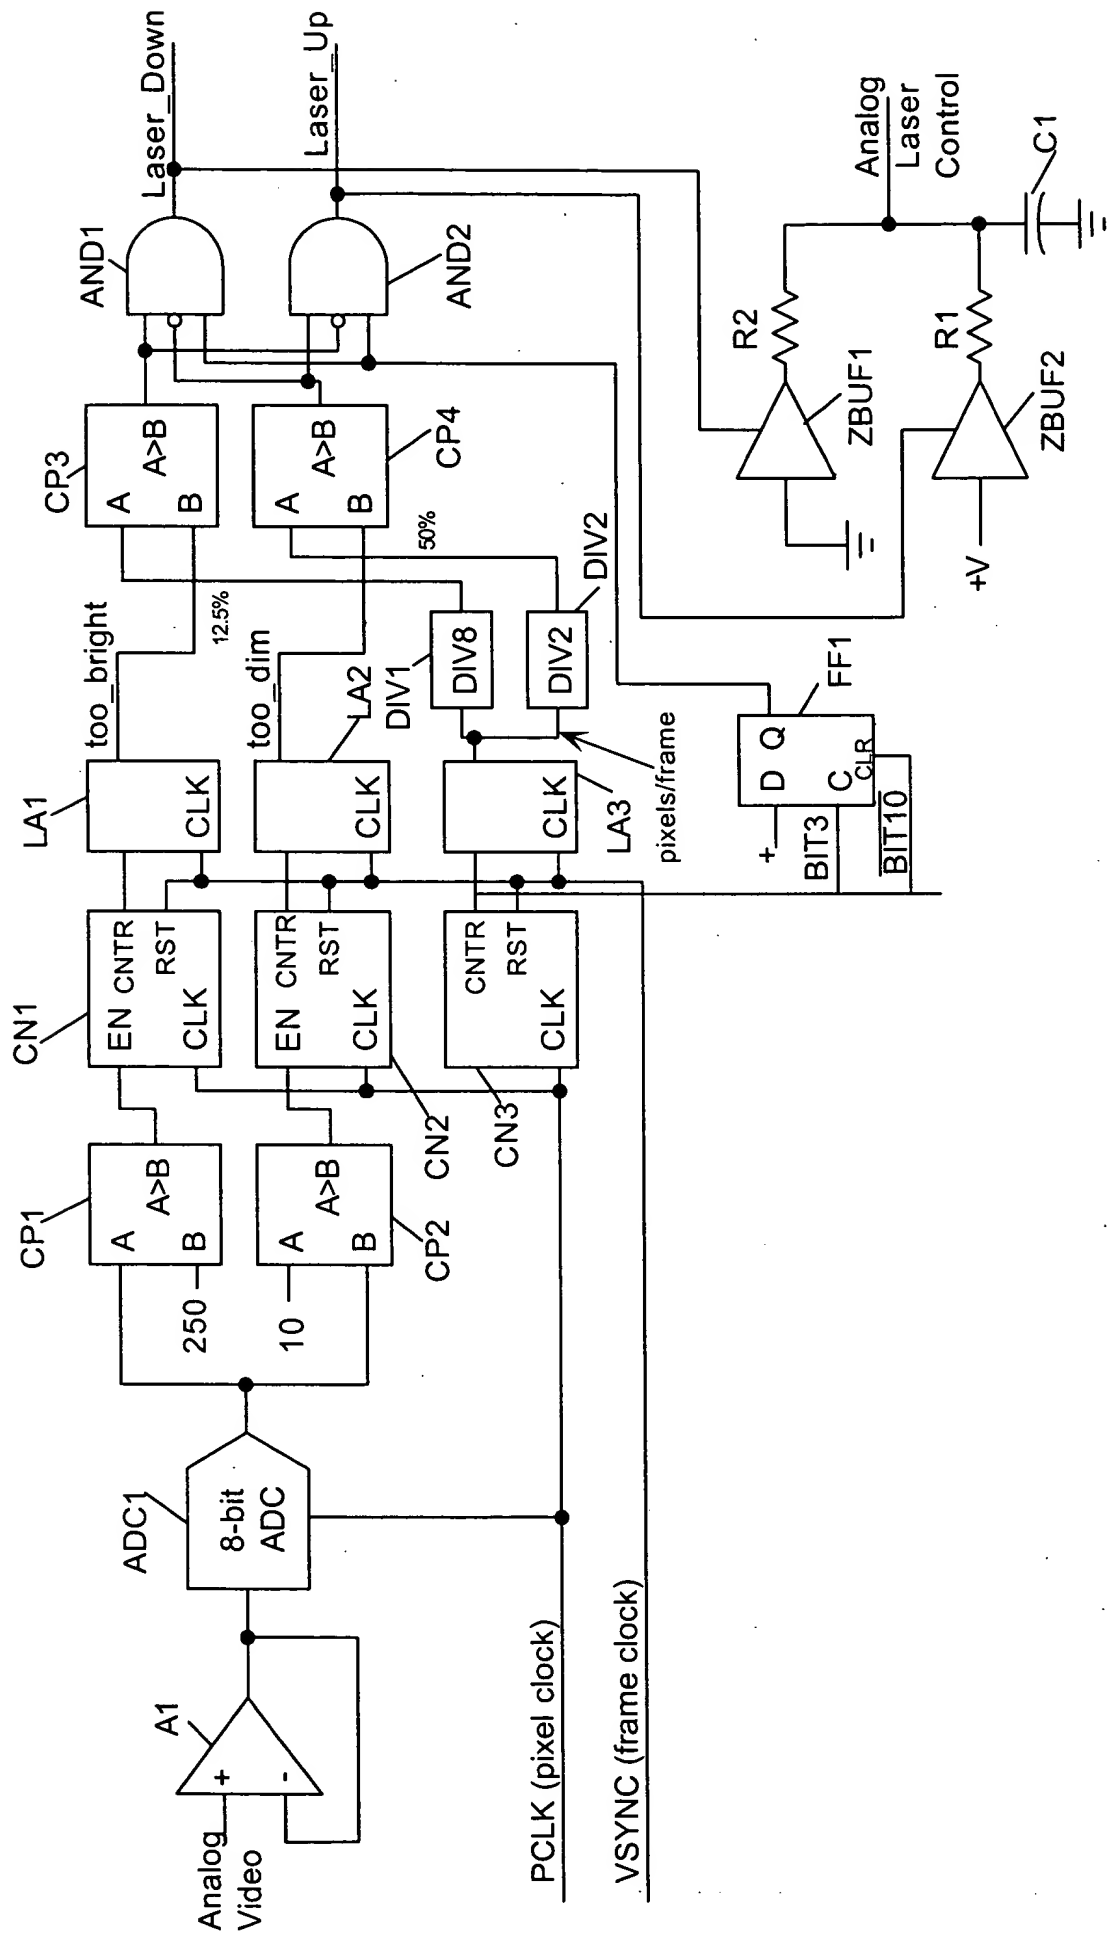 Analog
Video
A1
+
-
ADC1
8-bit
ADC
PCLK (pixel clock)
VSYNC (frame clock)
CP1
A
B
A>B
250
10
CP2
A
B
A>B
CN1
EN
CNTR
RST
CLK
CN2
EN
CNTR
RST
CLK
CN3
CNTR
RST
CLK
LA1
CLK
too_bright
LA2
CLK
too_dim
LA3
CLK
pixels/frame
DIV1
DIV8
DIV2
DIV2
12.5%
50%
CP3
A
B
A>B
CP4
A
B
A>B
AND1
AND2
Laser_Down
Laser_Up
+
BIT3
BIT10
D
Q
C
CLR
FF1
+V
ZBUF1
ZBUF2
R2
R1
C1
Analog
Laser
Control